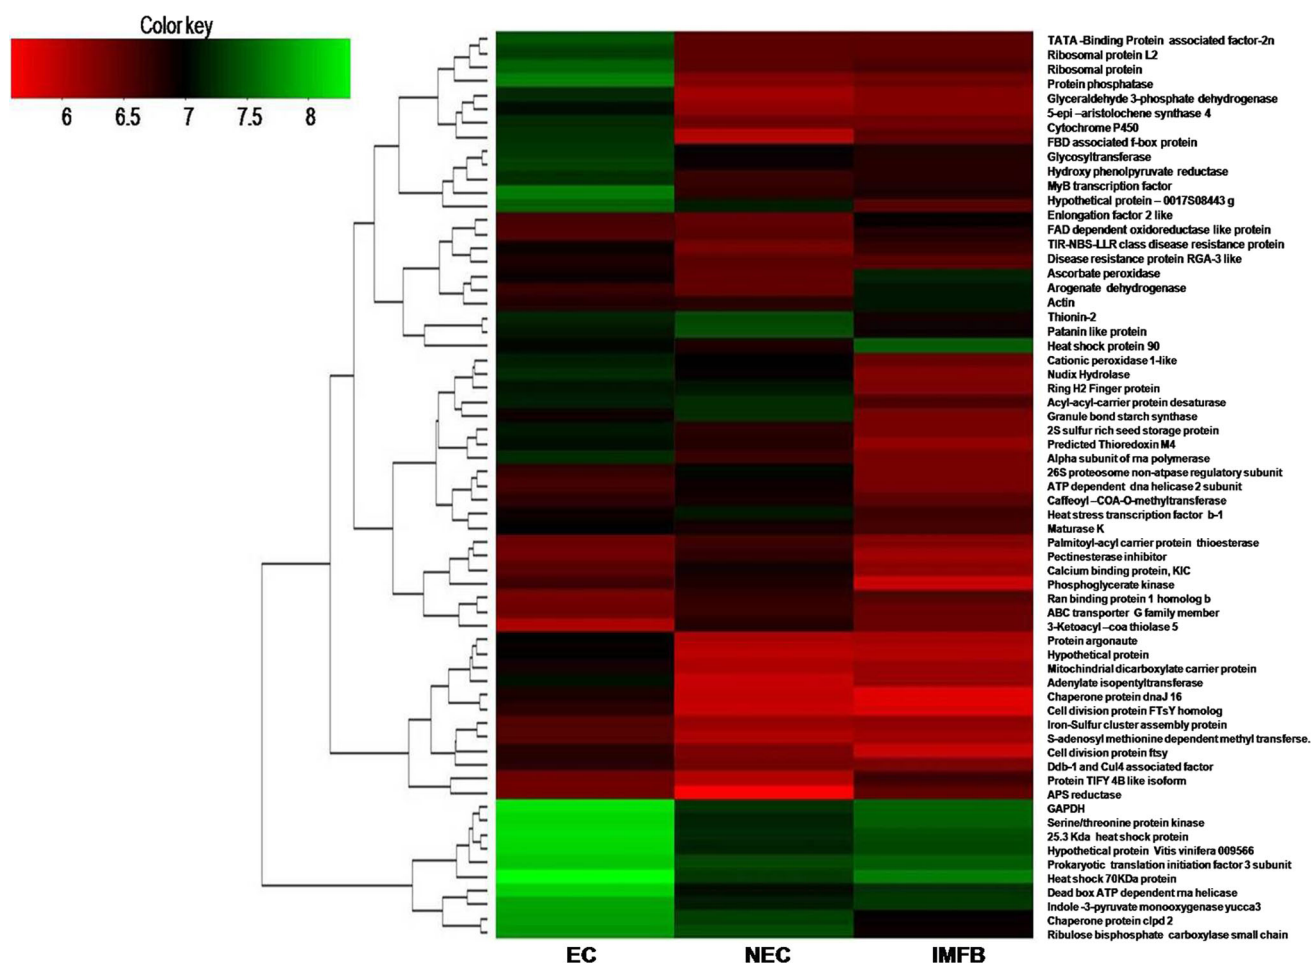 Color key
6 6.5 7 7.5 8
TATA -Binding Protein associated factor-2n
Ribosomal protein L2
Ribosomal protein
Protein phosphatase
Glyceraldehyde 3-phosphate dehydrogenase
5-epi –aristolochene synthase 4
Cytochrome P450
FBD associated f-box protein
Glycosyltransferase
Hydroxy phenolpyruvate reductase
MyB transcription factor
Hypothetical protein – 0017S08443 g
Enlongation factor 2 like
FAD dependent oxidoreductase like protein
TIR-NBS-LLR class disease resistance protein
Disease resistance protein RGA-3 like
Ascorbate peroxidase
Arogenate dehydrogenase
Actin
Thionin-2
Patanin like protein
Heat shock protein 90
Cationic peroxidase 1-like
Nudix Hydrolase
Ring H2 Finger protein
Acyl-acyl-carrier protein desaturase
Granule bond starch synthase
2S sulfur rich seed storage protein
Predicted Thioredoxin M4
Alpha subunit of rna polymerase
26S proteosome non-atpase regulatory subunit
ATP dependent dna helicase 2 subunit
Caffeoyl –COA-O-methyltransferase
Heat stress transcription factor b-1
Maturase K
Palmitoyl-acyl carrier protein thioesterase
Pectinesterase inhibitor
Calcium binding protein, KIC
Phosphoglycerate kinase
Ran binding protein 1 homolog b
ABC transporter G family member
3-Ketoacyl –coa thiolase 5
Protein argonaute
Hypothetical protein
Mitochindrial dicarboxylate carrier protein
Adenylate isopentyltransferase
Chaperone protein dnaJ 16
Cell division protein FTsY homolog
Iron-Sulfur cluster assembly protein
S-adenosyl methionine dependent methyl transferse.
Cell division protein ftsy
Ddb-1 and Cul4 associated factor
Protein TIFY 4B like isoform
APS reductase
GAPDH
Serine/threonine protein kinase
25.3 Kda heat shock protein
Hypothetical protein Vitis vinifera 009566
Prokaryotic translation initiation factor 3 subunit
Heat shock 70KDa protein
Dead box ATP dependent rna helicase
Indole -3-pyruvate monooxygenase yucca3
Chaperone protein clpd 2
Ribulose bisphosphate carboxylase small chain
EC NEC IMFB